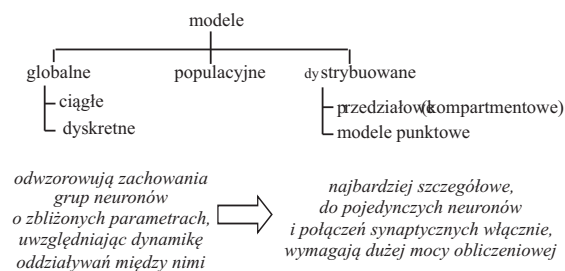 modele
globalne populacyjne dystrybuowane
ciągłe
dyskretne
przedziałowe (kompartmentowe)
modele punktowe
odwzorowują zachowania
grup neuronów
o zbliżonych parametrach,
uwzględniając dynamikę
oddziaływań między nimi
najbardziej szczegółowe,
do pojedynczych neuronów
i połączeń synaptycznych włącznie,
wymagają dużej mocy obliczeniowej